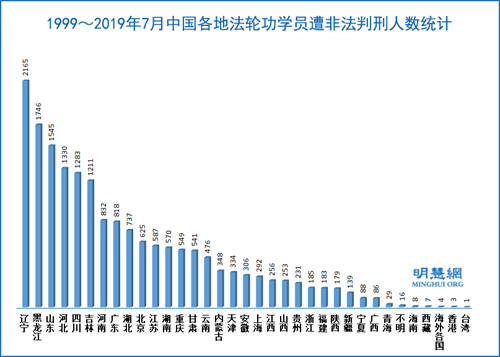 1999～2019年7月中国各地法轮功学员遭非法判刑人数统计
2165
1746
1545
1330
1283
1211
832
818
737
625
587
570
549
541
476
348
334
306
292
256
253
231
185
183
179
139
88
86
29
16
8
7
4
3
1
明慧網
MINGHUI.ORG
辽宁
黑龙江
山东
河北
四川
吉林
河南
广东
湖北
北京
江苏
湖南
重庆
甘肃
云南
内蒙古
天津
安徽
上海
江西
山西
贵州
浙江
福建
陕西
新疆
宁夏
广西
青海
不明
海南
西藏
海外各国
香港
台湾